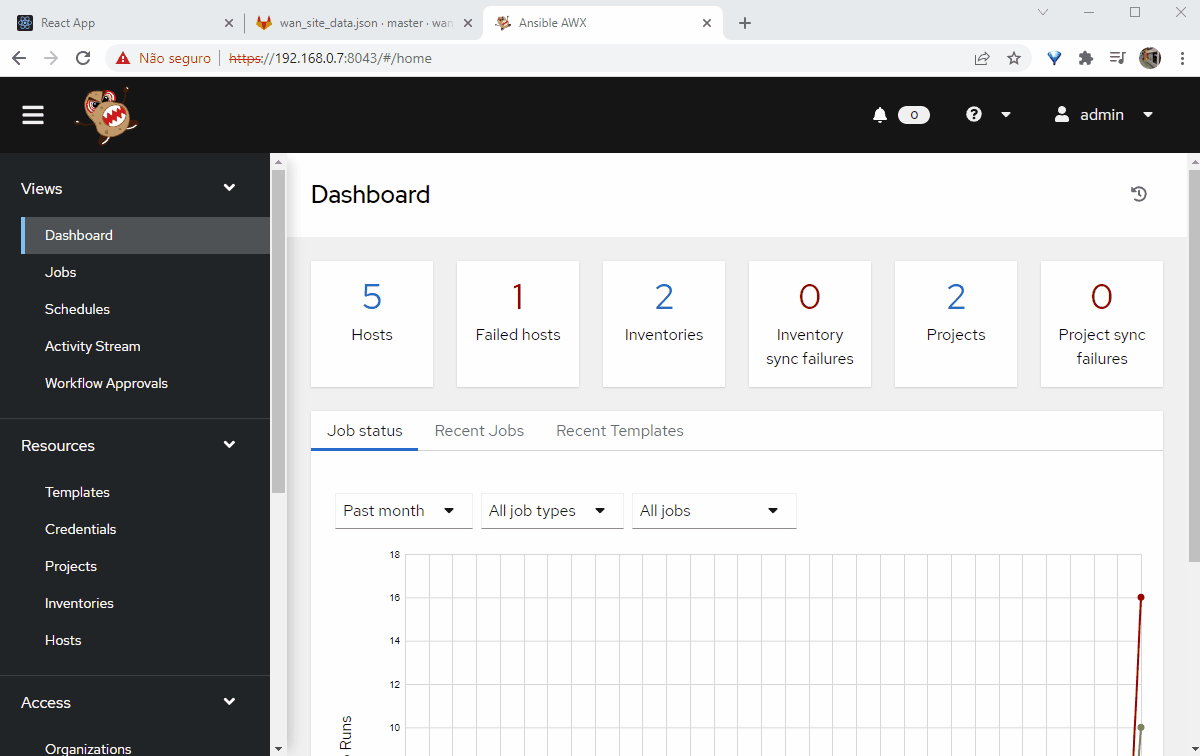 React App
wan_site_data.json · master · wan
Ansible AWX
Não seguro
https://192.168.0.7:8043/#/home
0
admin
Views
Dashboard
Jobs
Schedules
Activity Stream
Workflow Approvals
Resources
Templates
Credentials
Projects
Inventories
Hosts
Access
Organizations
Dashboard
5
Hosts
1
Failed hosts
2
Inventories
0
Inventory
sync failures
2
Projects
0
Project sync
failures
Job status
Recent Jobs
Recent Templates
Past month
All job types
All jobs
18
16
14
12
10
Runs